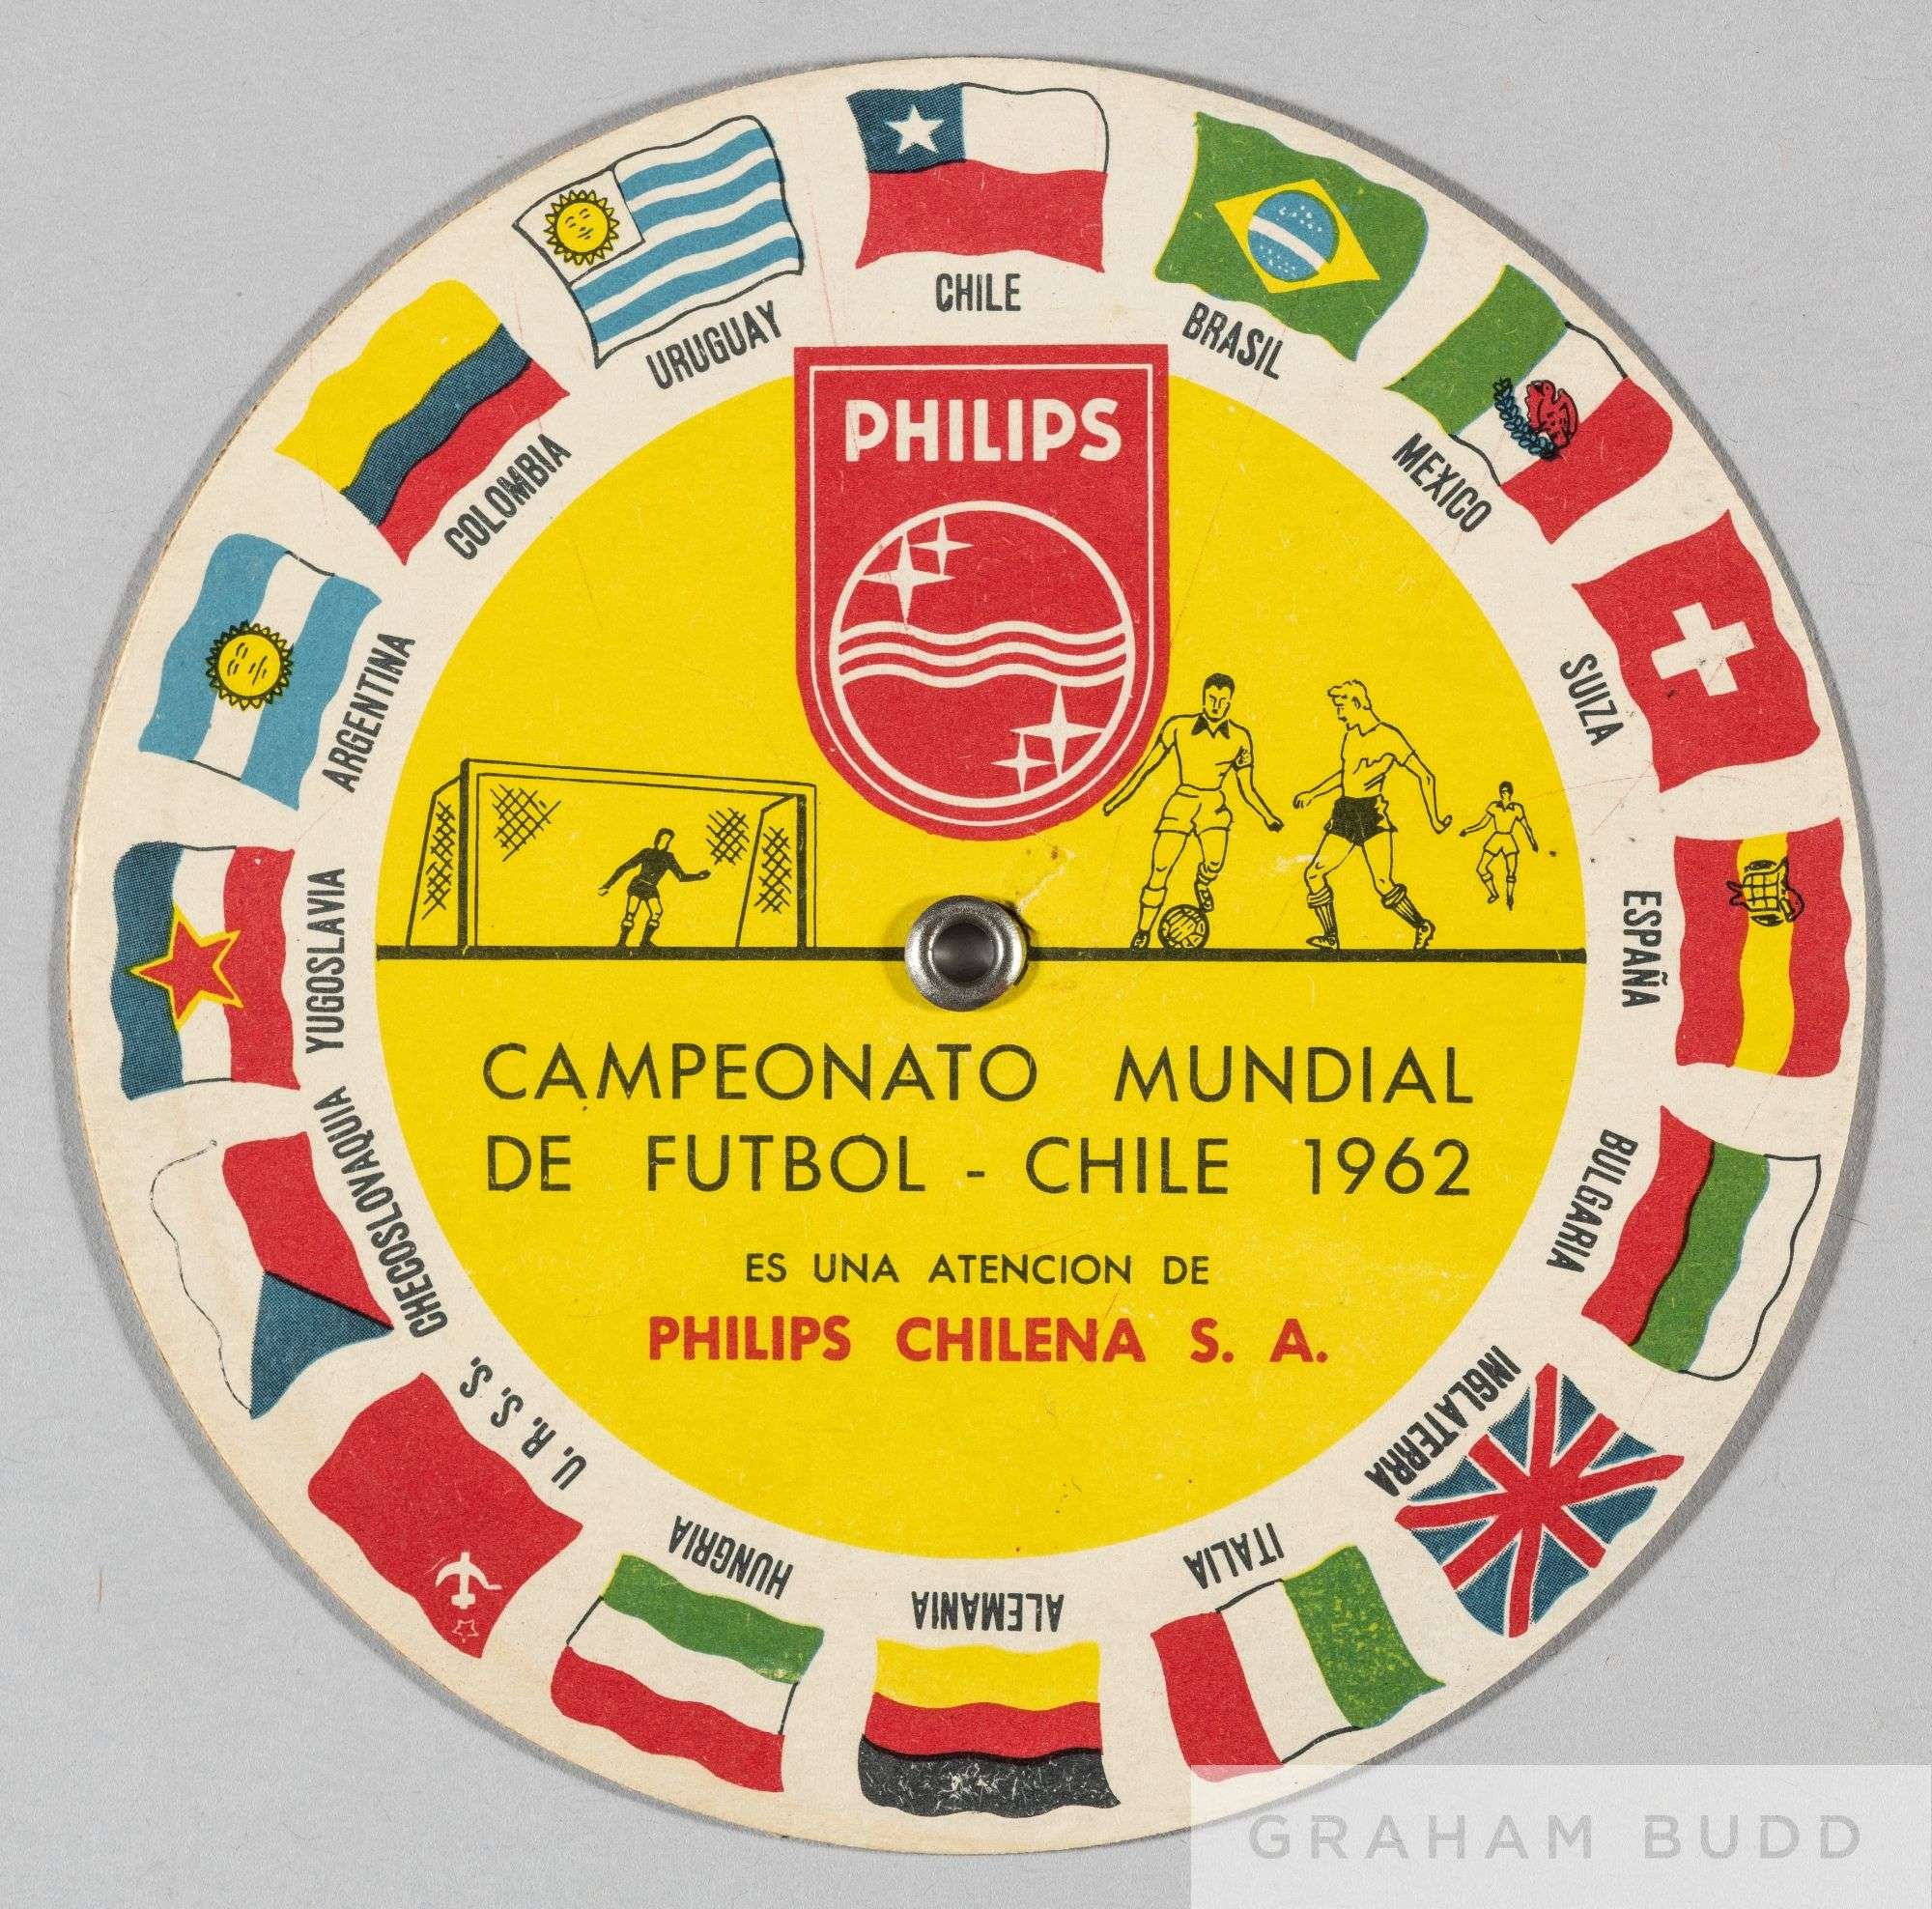 CHILE
BRASIL
MEXICO
SUIZA
ESPAÑA
BULGARIA
INGLATERRA
ITALIA
ALEMANIA
HUNGRIA
U. R. S. S.
CHECOSLOVAQUIA
YUGOSLAVIA
ARGENTINA
COLOMBIA
URUGUAY
PHILIPS
CAMPEONATO MUNDIAL
DE FUTBOL - CHILE 1962
ES UNA ATENCION DE
PHILIPS CHILENA S. A.
GRAHAM BUDD